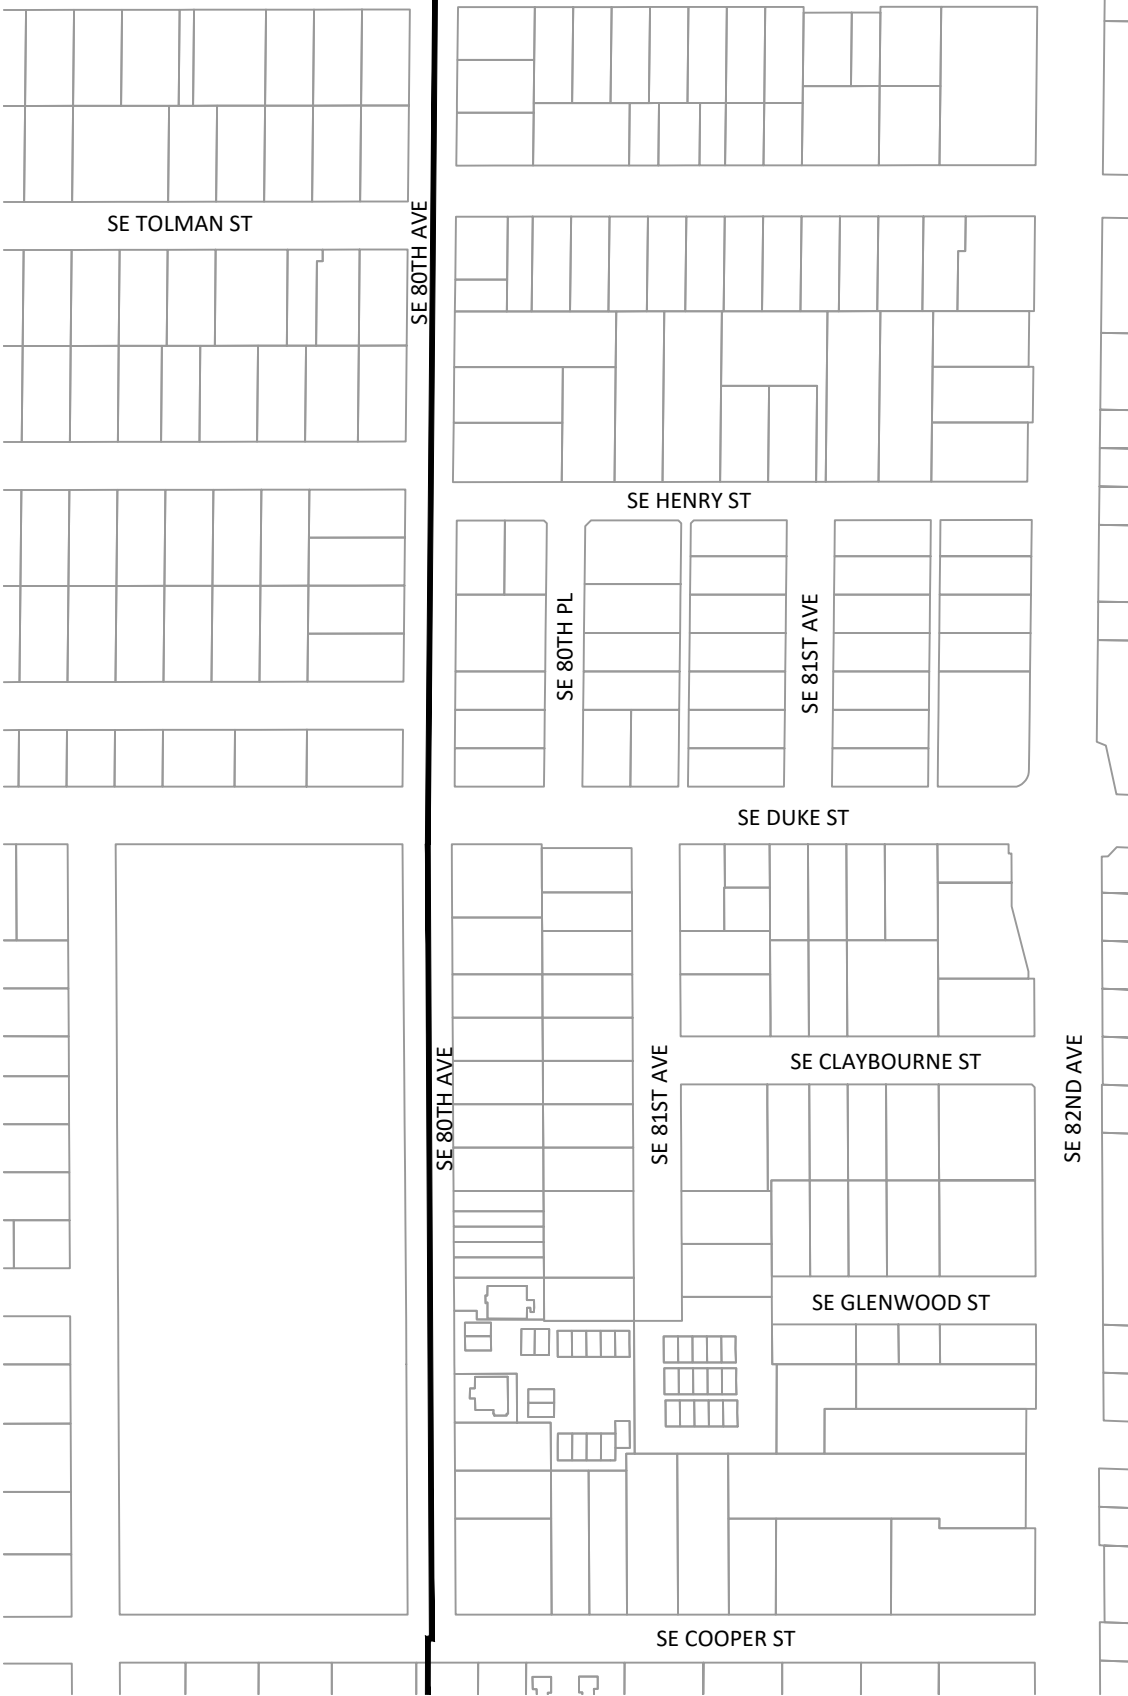 SE TOLMAN ST
SE 80TH AVE
SE HENRY ST
SE 80TH PL
SE 81ST AVE
SE DUKE ST
SE 80TH AVE
SE 81ST AVE
SE CLAYBOURNE ST
SE 82ND AVE
SE GLENWOOD ST
SE COOPER ST